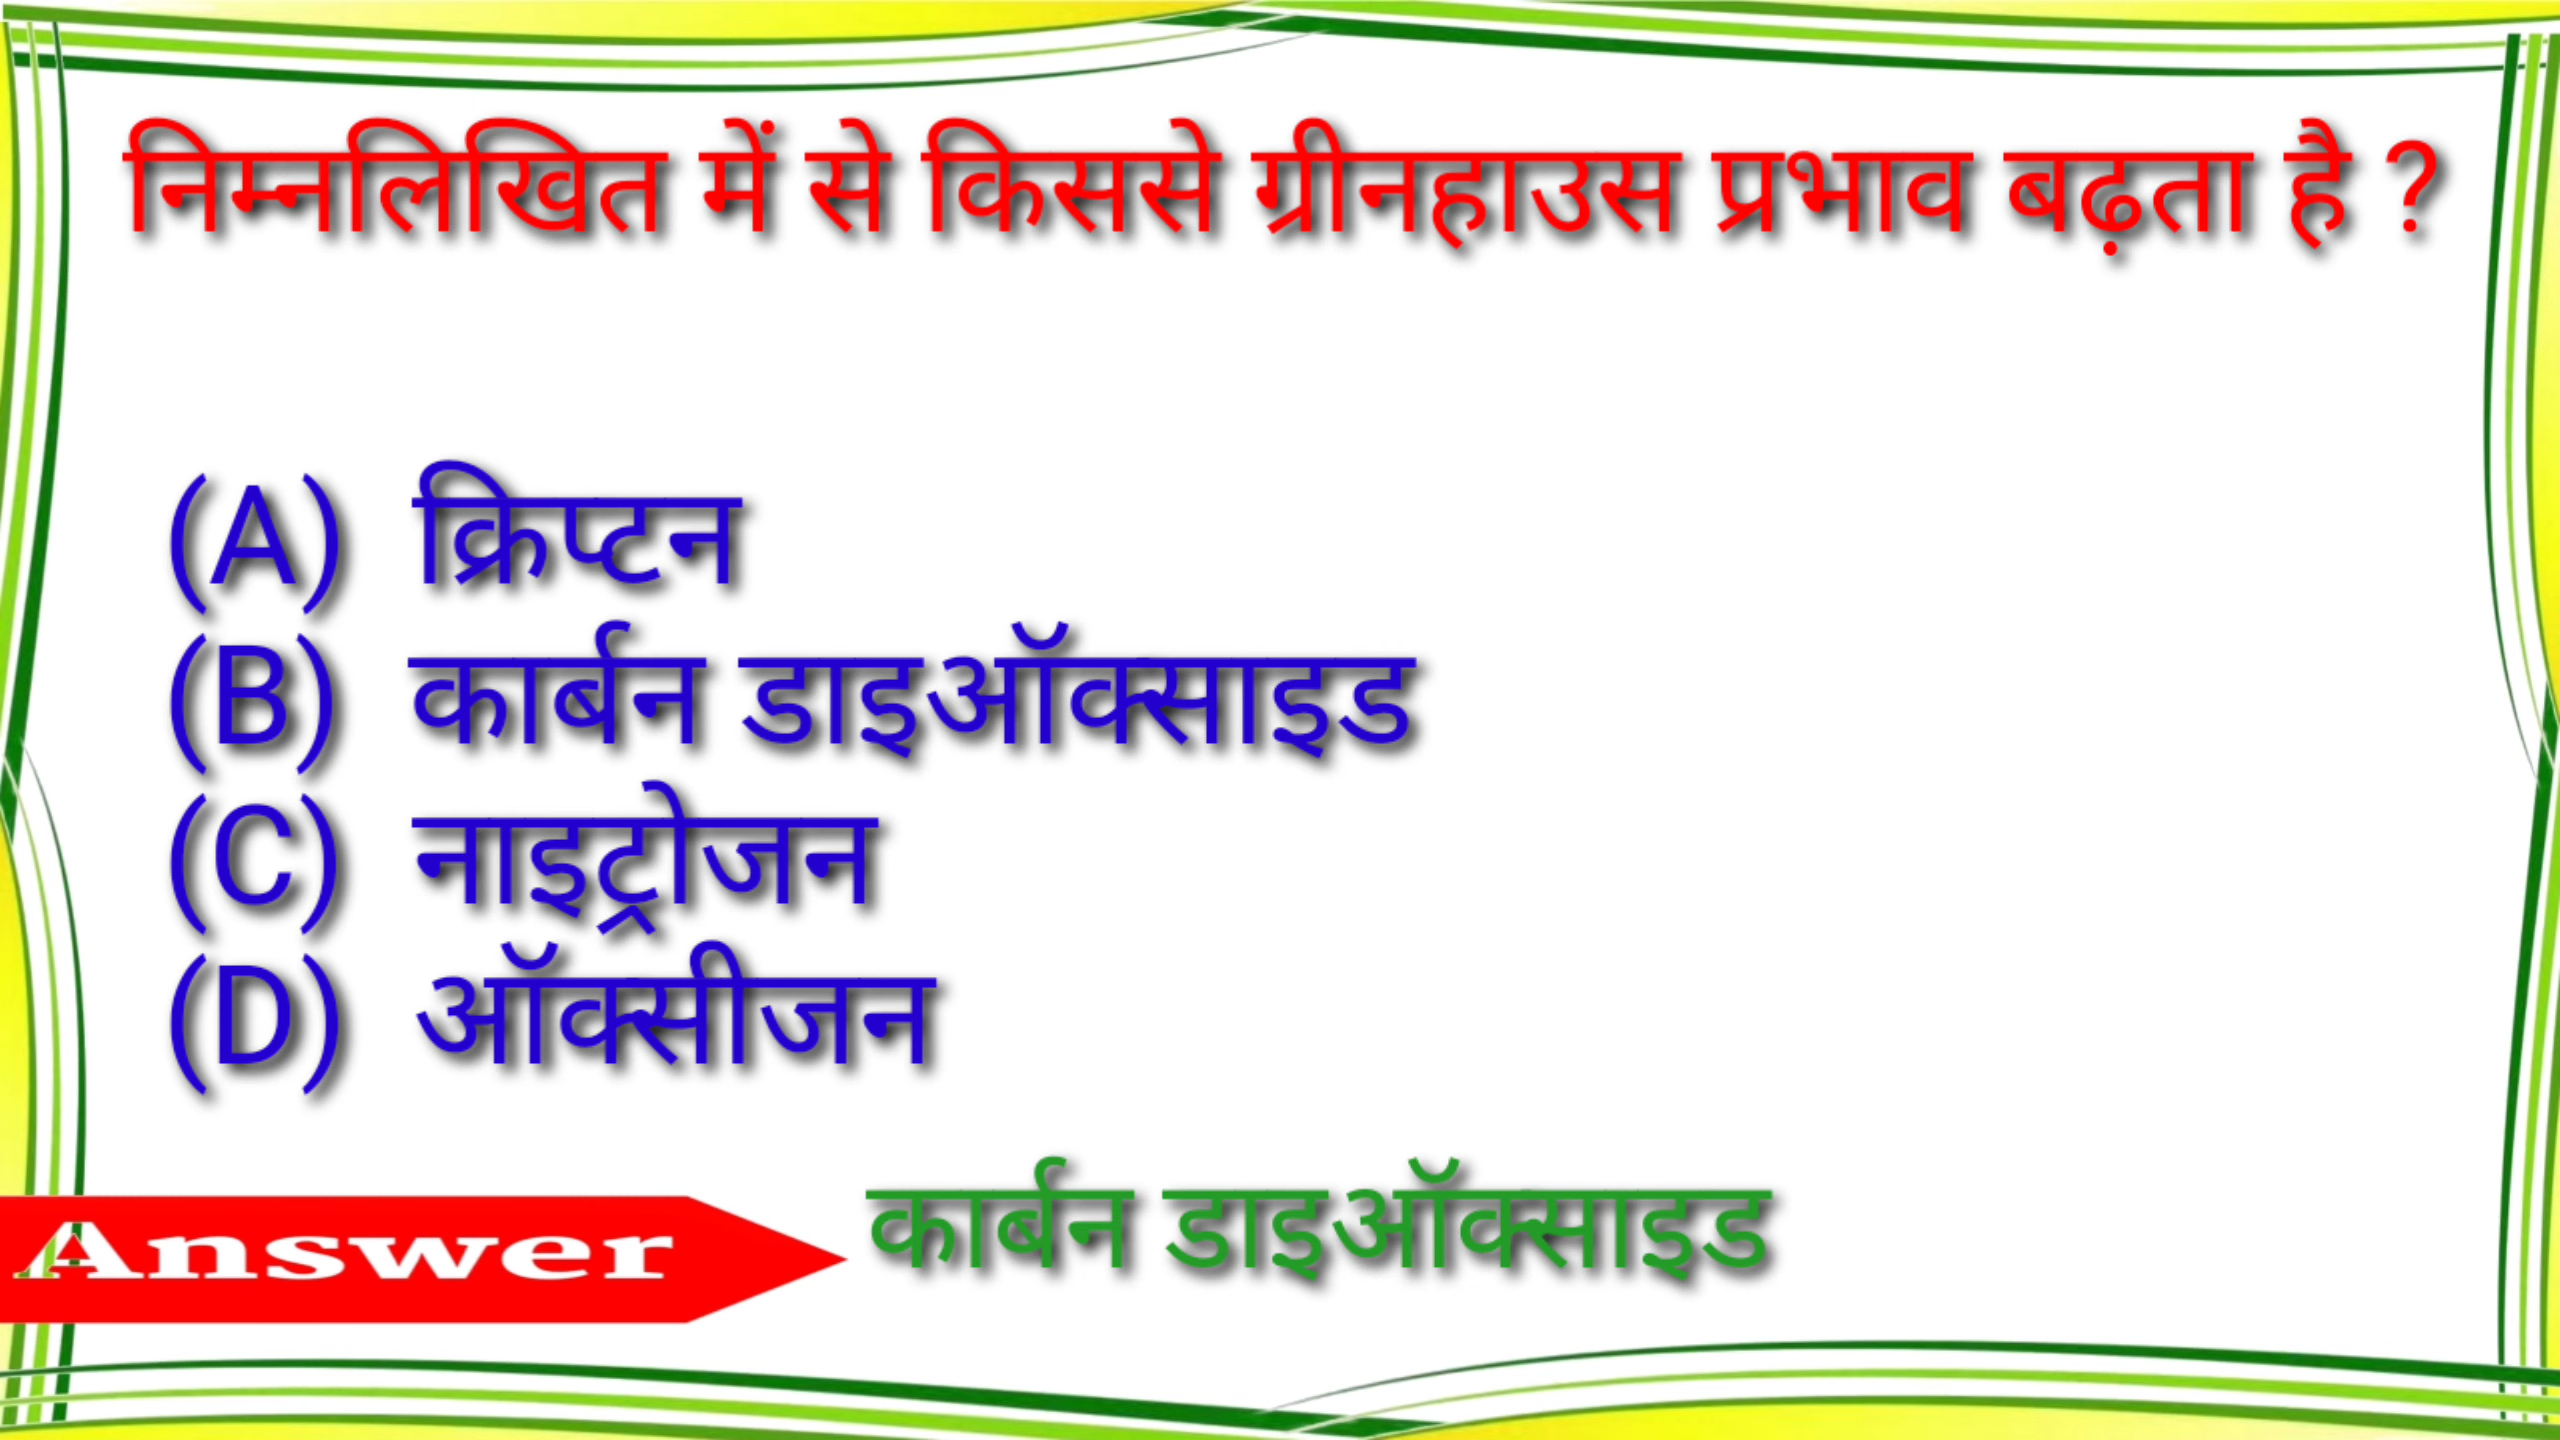 निम्नलिखित में से किससे ग्रीनहाउस प्रभाव बढ़ता है ?
(A) क्रिप्टन
(B) कार्बन डाइऑक्साइड
(C) नाइट्रोजन
(D) ऑक्सीजन
Answer कार्बन डाइऑक्साइड